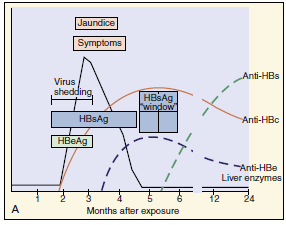 Jaundice
Symptoms
Virus
shedding
HBsAg
"window"
HBsAg
HBeAg
Anti-HBs
Anti-HBc
Anti-HBe
Liver enzymes
1 2 3 4 5 6 12 24
A
Months after exposure